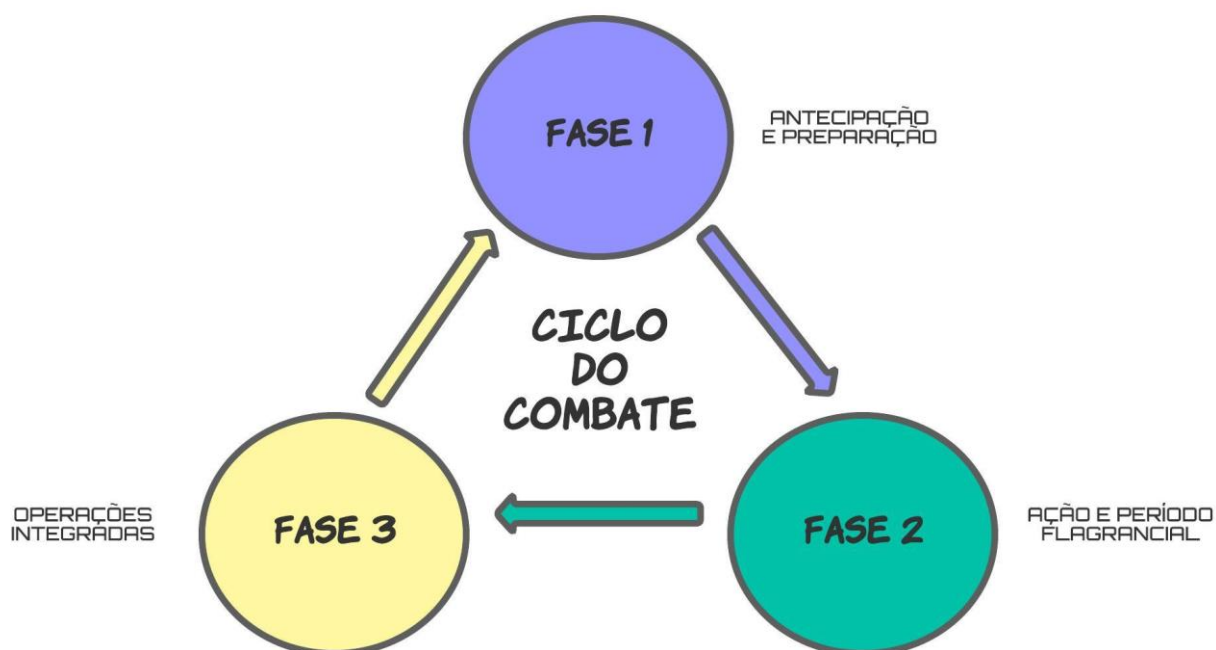 FASE 1
ANTECIPAÇÃO
E PREPARAÇÃO
CICLO
DO
COMBATE
OPERAÇÕES
INTEGRADAS
FASE 3
FASE 2
AÇÃO E PERÍODO
FLAGRANCIAL